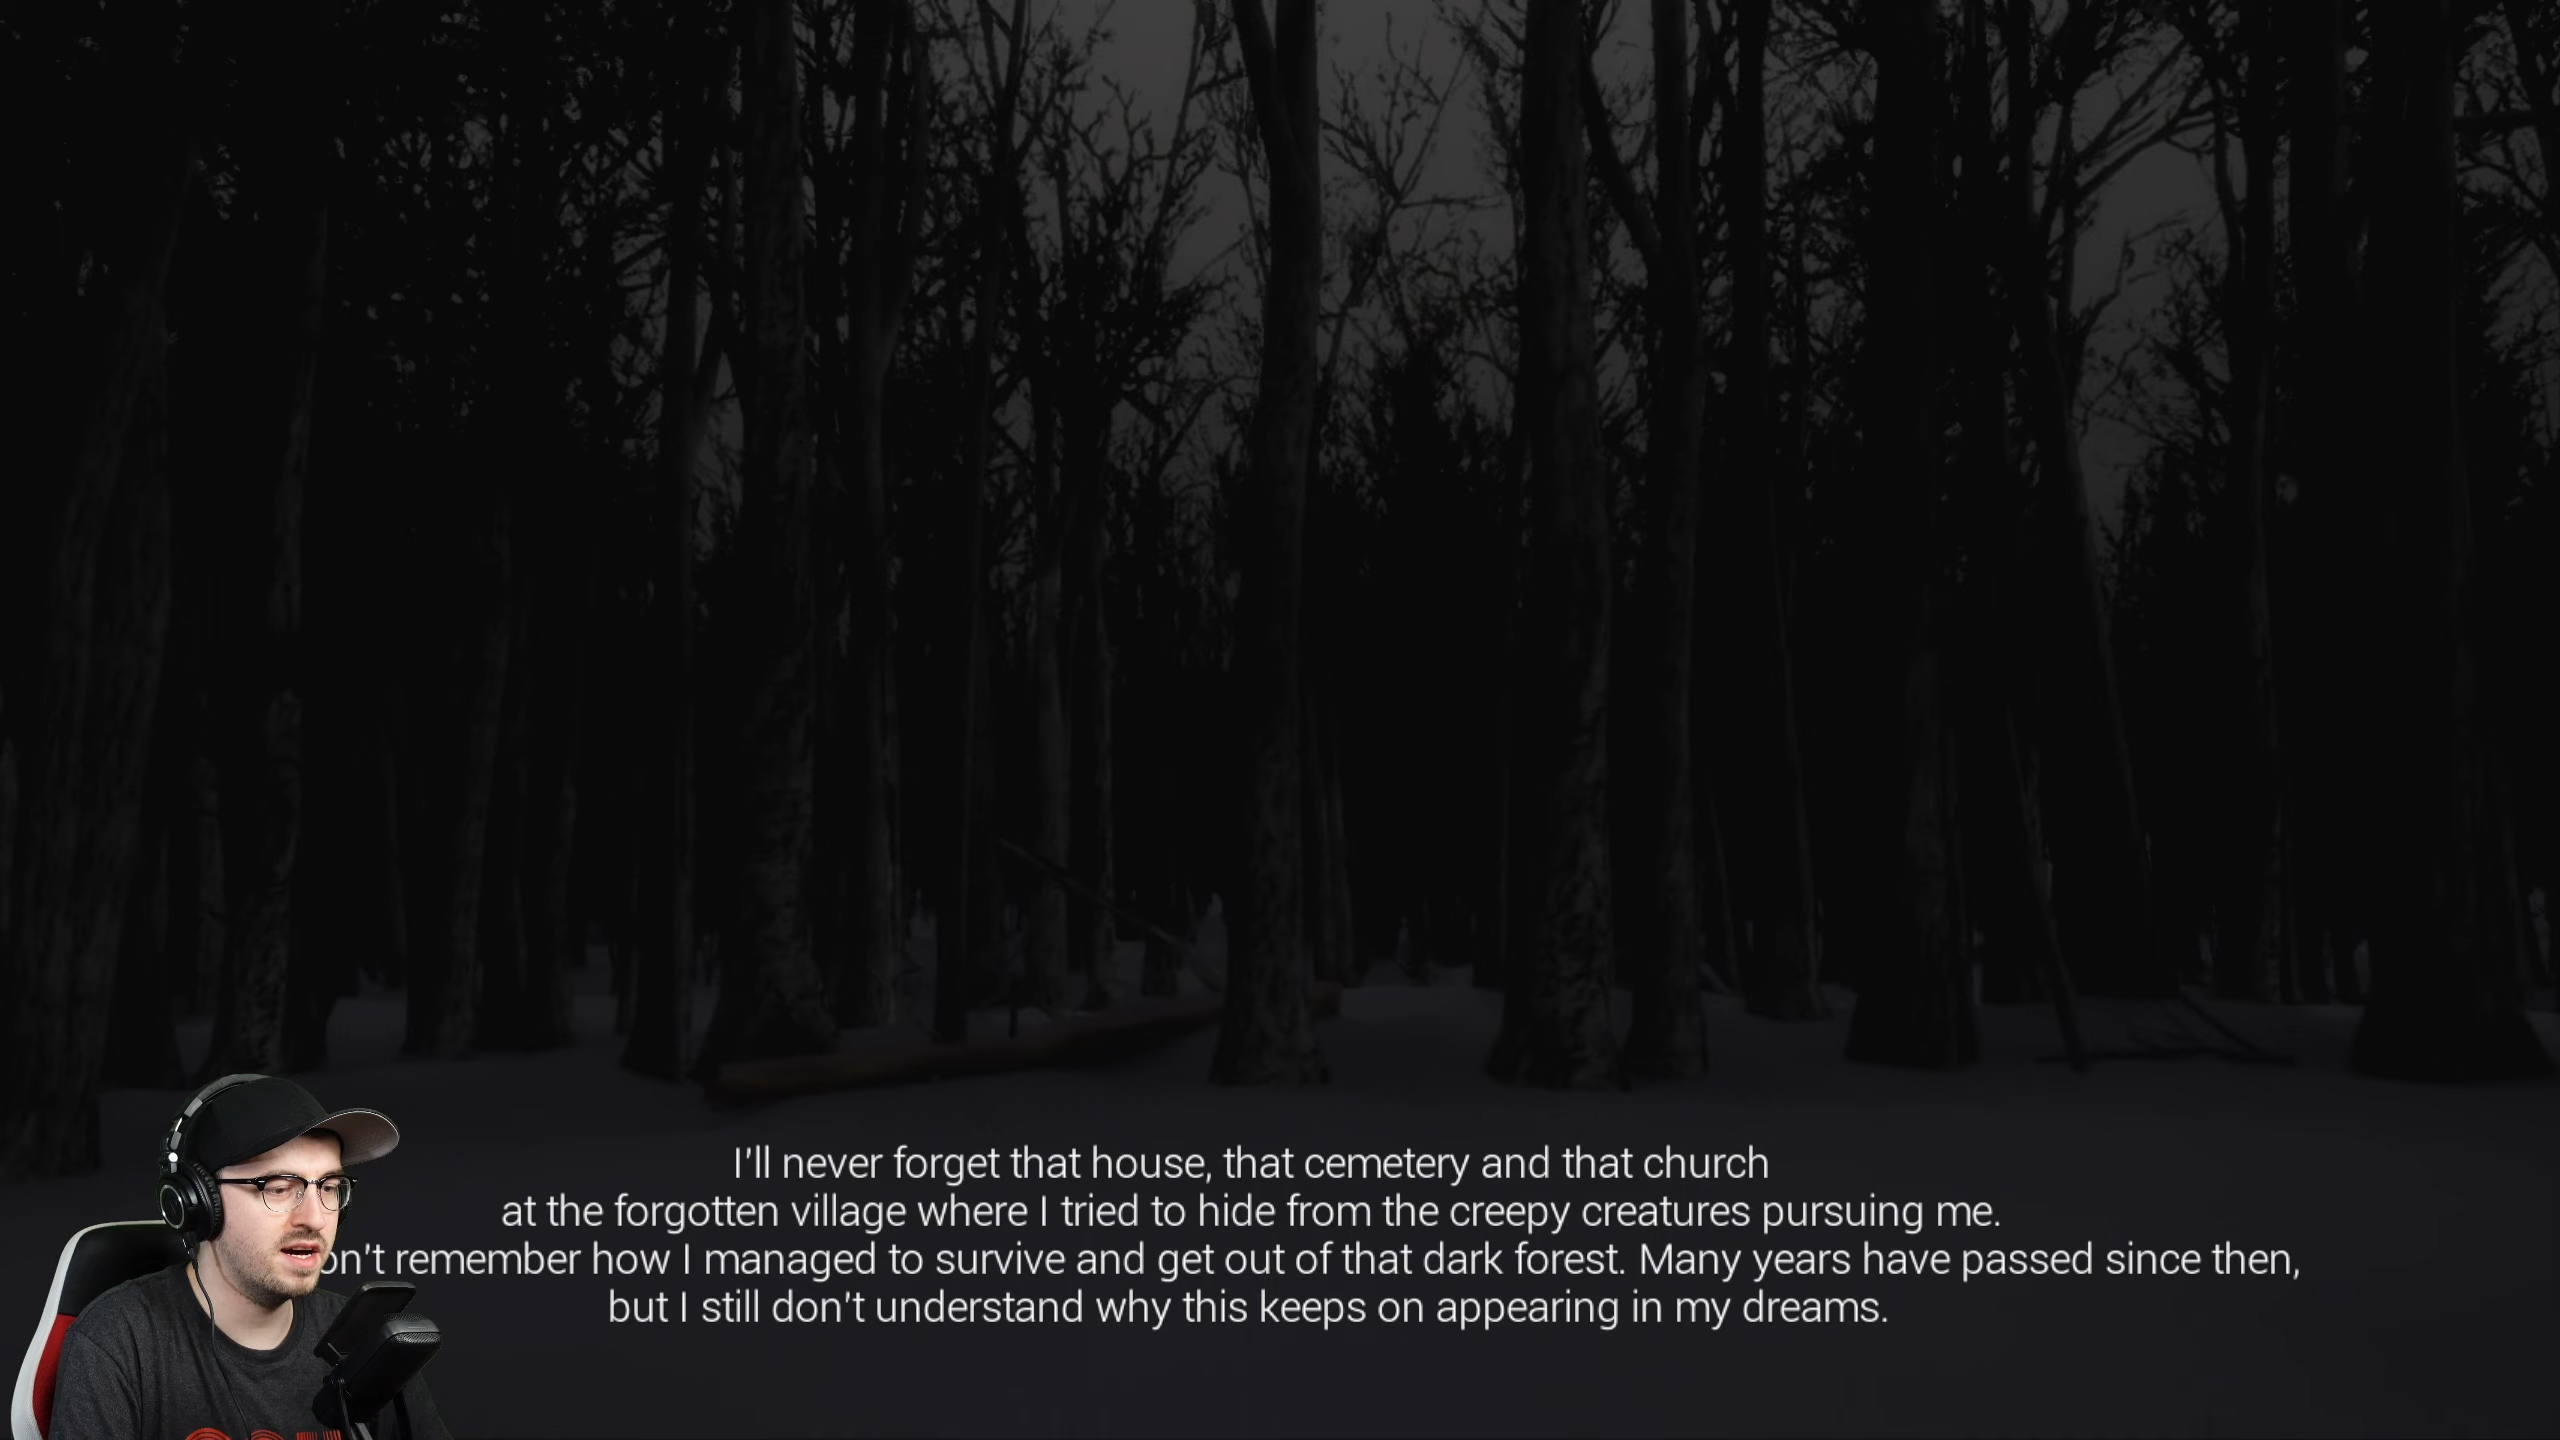 I'll never forget that house, that cemetery and that church
at the forgotten village where I tried to hide from the creepy creatures pursuing me.
remember how I managed to survive and get out of that dark forest. Many years have passed since then,
but I still don't understand why this keeps on appearing in my dreams.